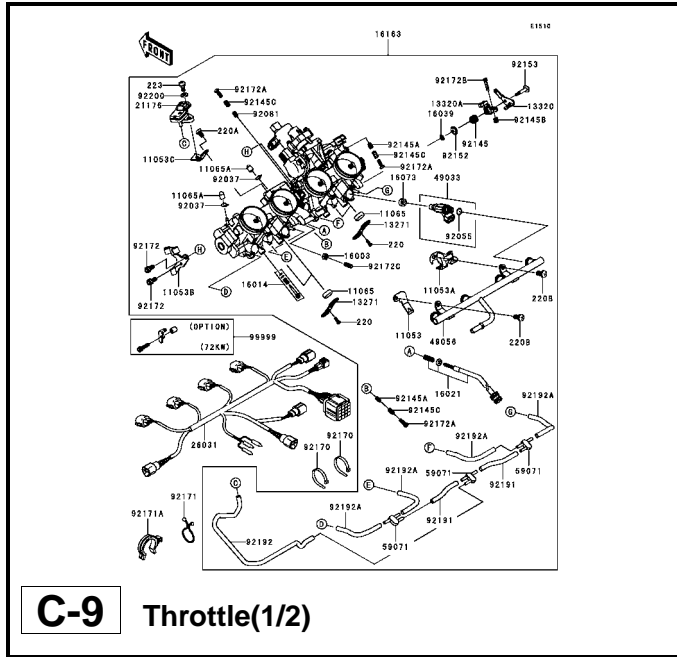 E1510
16163
FRONT
223
92172A
92153
92172B
92200
92145C
13320A
13320
21176
92081
16039
220A
92145B
C
H
92145A
92145
92152
11053C
92145C
11065A
92172A
49033
92037
16073
G
11065A
92037
F
11065
92055
A
13271
H
B
92172
E
16003
220
16014
92172C
11053A
D
11065
11053B
92172
13271
220B
(OPTION)
99999
220
11053
49056
220B
(72KW)
A
16021
B
92145A
92192A
92145C
G
92172A
26031
92170
92170
92192A
F
92192A
59071
59071
92171
C
E
92191
92171A
92192A
D
92191
92192
59071
C-9 Throttle(1/2)